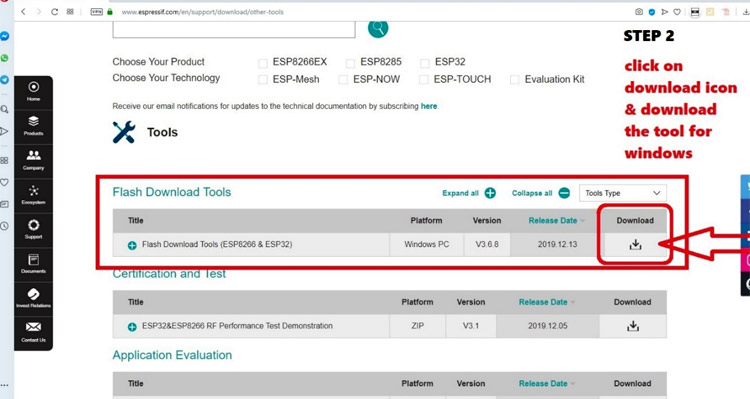 VPN
www.espressif.com/en/support/download/other-tools
STEP 2
click on
download icon
& download
the tool for
windows
Choose Your Product
ESP8266EX
ESP8285
ESP32
Choose Your Technology
ESP-Mesh
ESP-NOW
ESP-TOUCH
Evaluation Kit
Receive our email notifications for updates to the technical documentation by subscribing here.
Tools
Home
Products
Company
Ecosystem
Support
Documents
Invest Relations
Contact Us
Flash Download Tools
Expand all
Collapse all
Tools Type
Title Platform Version Release Date Download
Flash Download Tools (ESP8266 & ESP32) Windows PC V3.6.8 2019.12.13
Certification and Test
Title Platform Version Release Date Download
ESP32&ESP8266 RF Performance Test Demonstration ZIP V3.1 2019.12.05
Application Evaluation
Title Platform Version Release Date Download